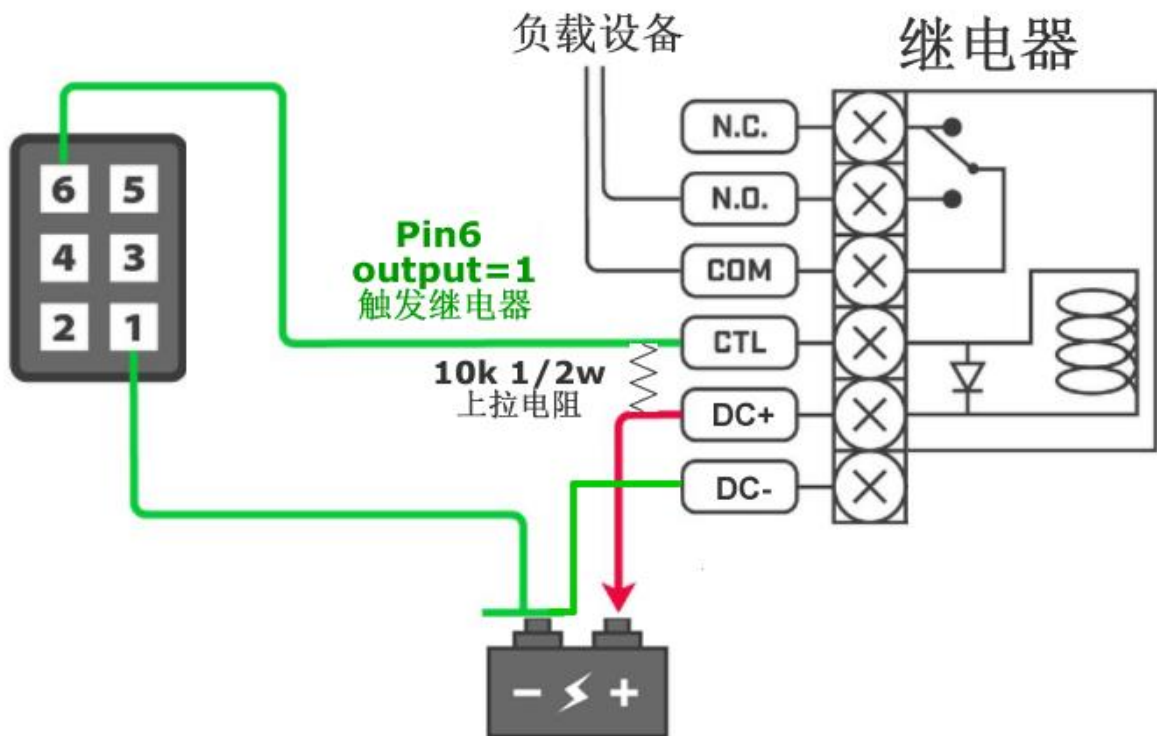 负载设备
继电器
N.C.
6 5
N.O.
Pin6
output=1
触发继电器
4 3
COM
2 1
CTL
10k 1/2w
上拉电阻
DC+
DC-
− +